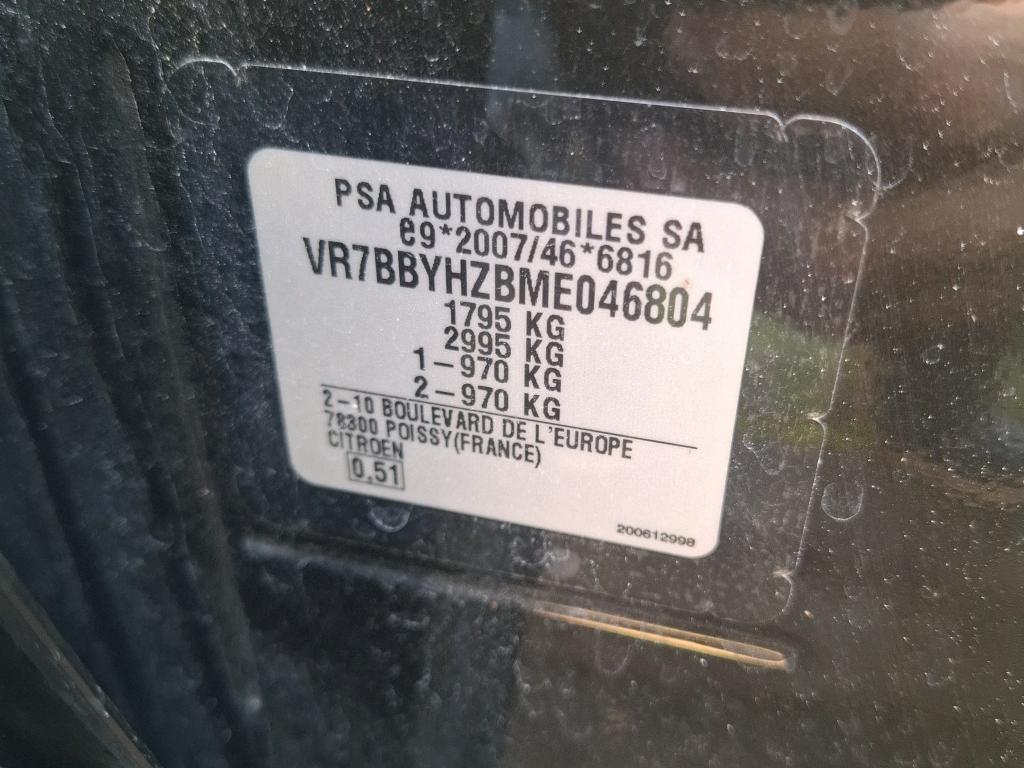 PSA AUTOMOBILES SA
e9*2007/46*6816
VR7BBYHZBME046804
1795 KG
2995 KG
1-970 KG
2-970 KG
2-10 BOULEVARD DE L'EUROPE
78300 POISSY(FRANCE)
CITROEN
0,51
200612998